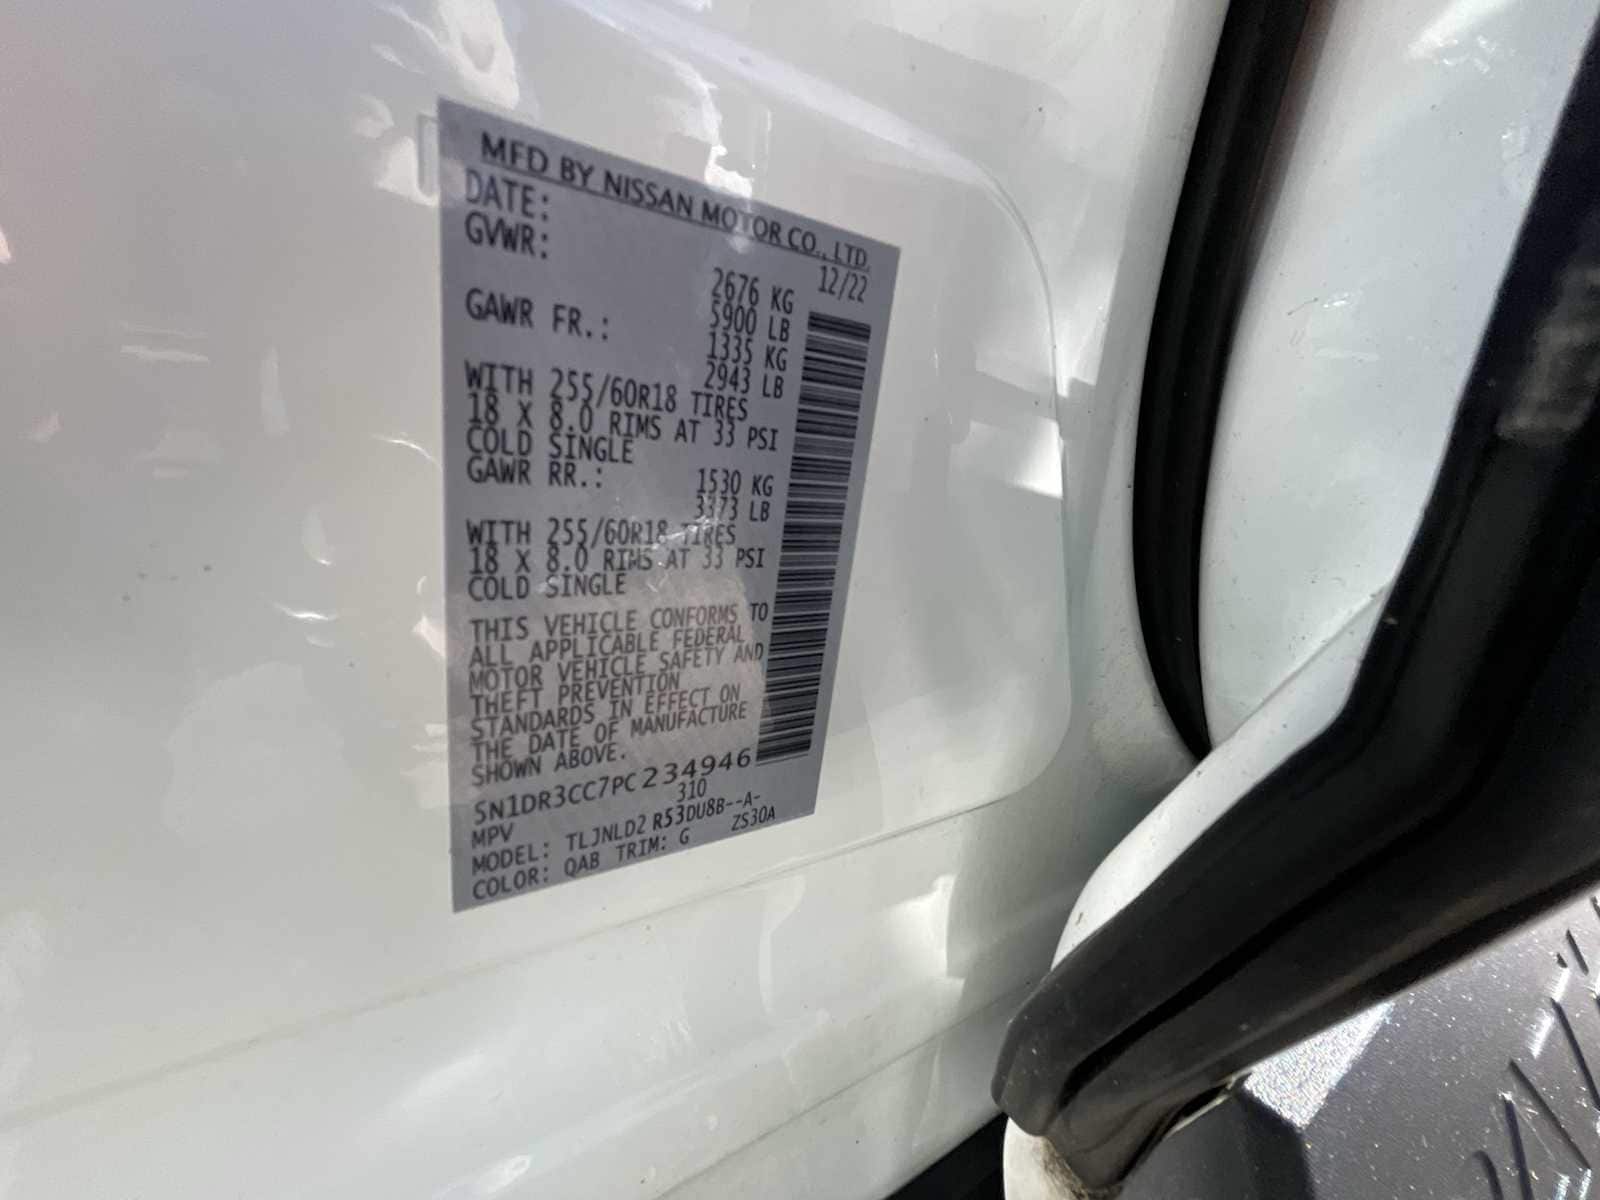 MFD BY NISSAN MOTOR CO., LTD.
DATE: 12/22
GVWR: 2676 KG
5900 LB
GAWR FR.: 1335 KG
2943 LB
WITH 255/60R18 TIRES
18 X 8.0 RIMS AT 33 PSI
COLD SINGLE
GAWR RR.: 1530 KG
3373 LB
WITH 255/60R18 TIRES
18 X 8.0 RIMS AT 33 PSI
COLD SINGLE
THIS VEHICLE CONFORMS TO
ALL APPLICABLE FEDERAL
MOTOR VEHICLE SAFETY AND
THEFT PREVENTION
STANDARDS IN EFFECT ON
THE DATE OF MANUFACTURE
SHOWN ABOVE.
5N1DR3CC7PC234946
MPV 310
MODEL: TLJNLD2 R53DU8B--A-
COLOR: QAB TRIM: G ZS30A